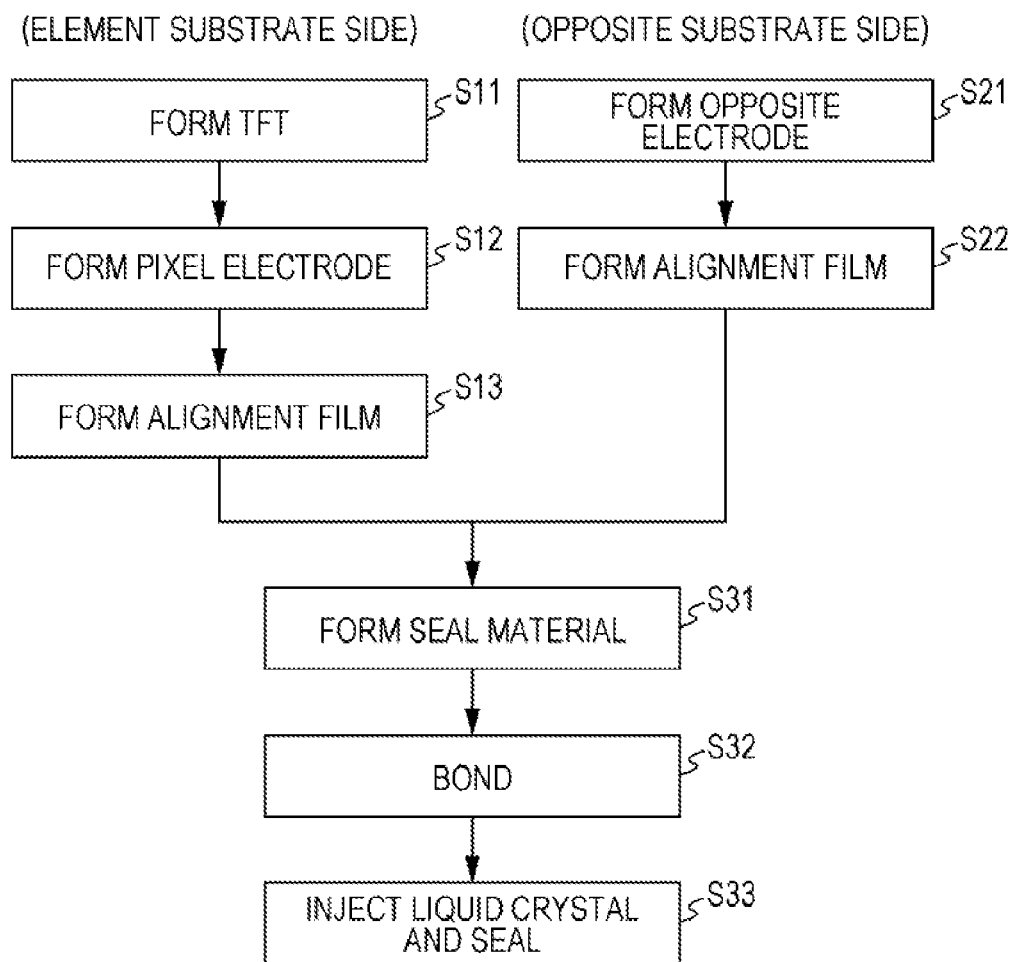 (ELEMENT SUBSTRATE SIDE)
(OPPOSITE SUBSTRATE SIDE)
S11
FORM TFT
S21
FORM OPPOSITE
ELECTRODE
S12
FORM PIXEL ELECTRODE
S22
FORM ALIGNMENT FILM
S13
FORM ALIGNMENT FILM
S31
FORM SEAL MATERIAL
S32
BOND
S33
INJECT LIQUID CRYSTAL
AND SEAL